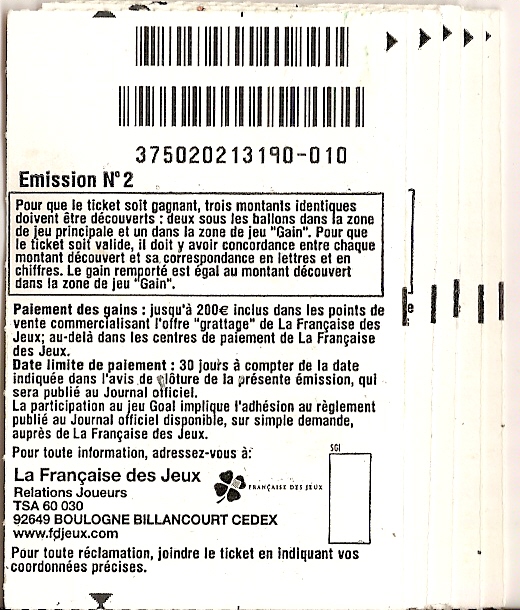 375020213190-010
Emission N°2
Pour que le ticket soit gagnant, trois montants identiques
doivent être découverts : deux sous les ballons dans la zone
de jeu principale et un dans la zone de jeu "Gain". Pour que
le ticket soit valide, il doit y avoir concordance entre chaque
montant découvert et sa correspondance en lettres et en
chiffres. Le gain remporté est égal au montant découvert
dans la zone de jeu "Gain".
Paiement des gains : jusqu'à 200€ inclus dans les points de
vente commercialisant l'offre "grattage" de La Française des
Jeux; au-delà dans les centres de paiement de La Française
des Jeux.
Date limite de paiement : 30 jours à compter de la date
indiquée dans l'avis de clôture de la présente émission, qui
sera publié au Journal officiel.
La participation au jeu Goal implique l'adhésion au règlement
publié au Journal officiel disponible, sur simple demande,
auprès de La Française des Jeux.
Pour toute information, adressez-vous à:
La Française des Jeux
Relations Joueurs
TSA 60 030
92649 BOULOGNE BILLANCOURT CEDEX
www.fdjeux.com
FRANÇAISE DES JEUX
SGI
Pour toute réclamation, joindre le ticket en indiquant vos
coordonnées précises.
e